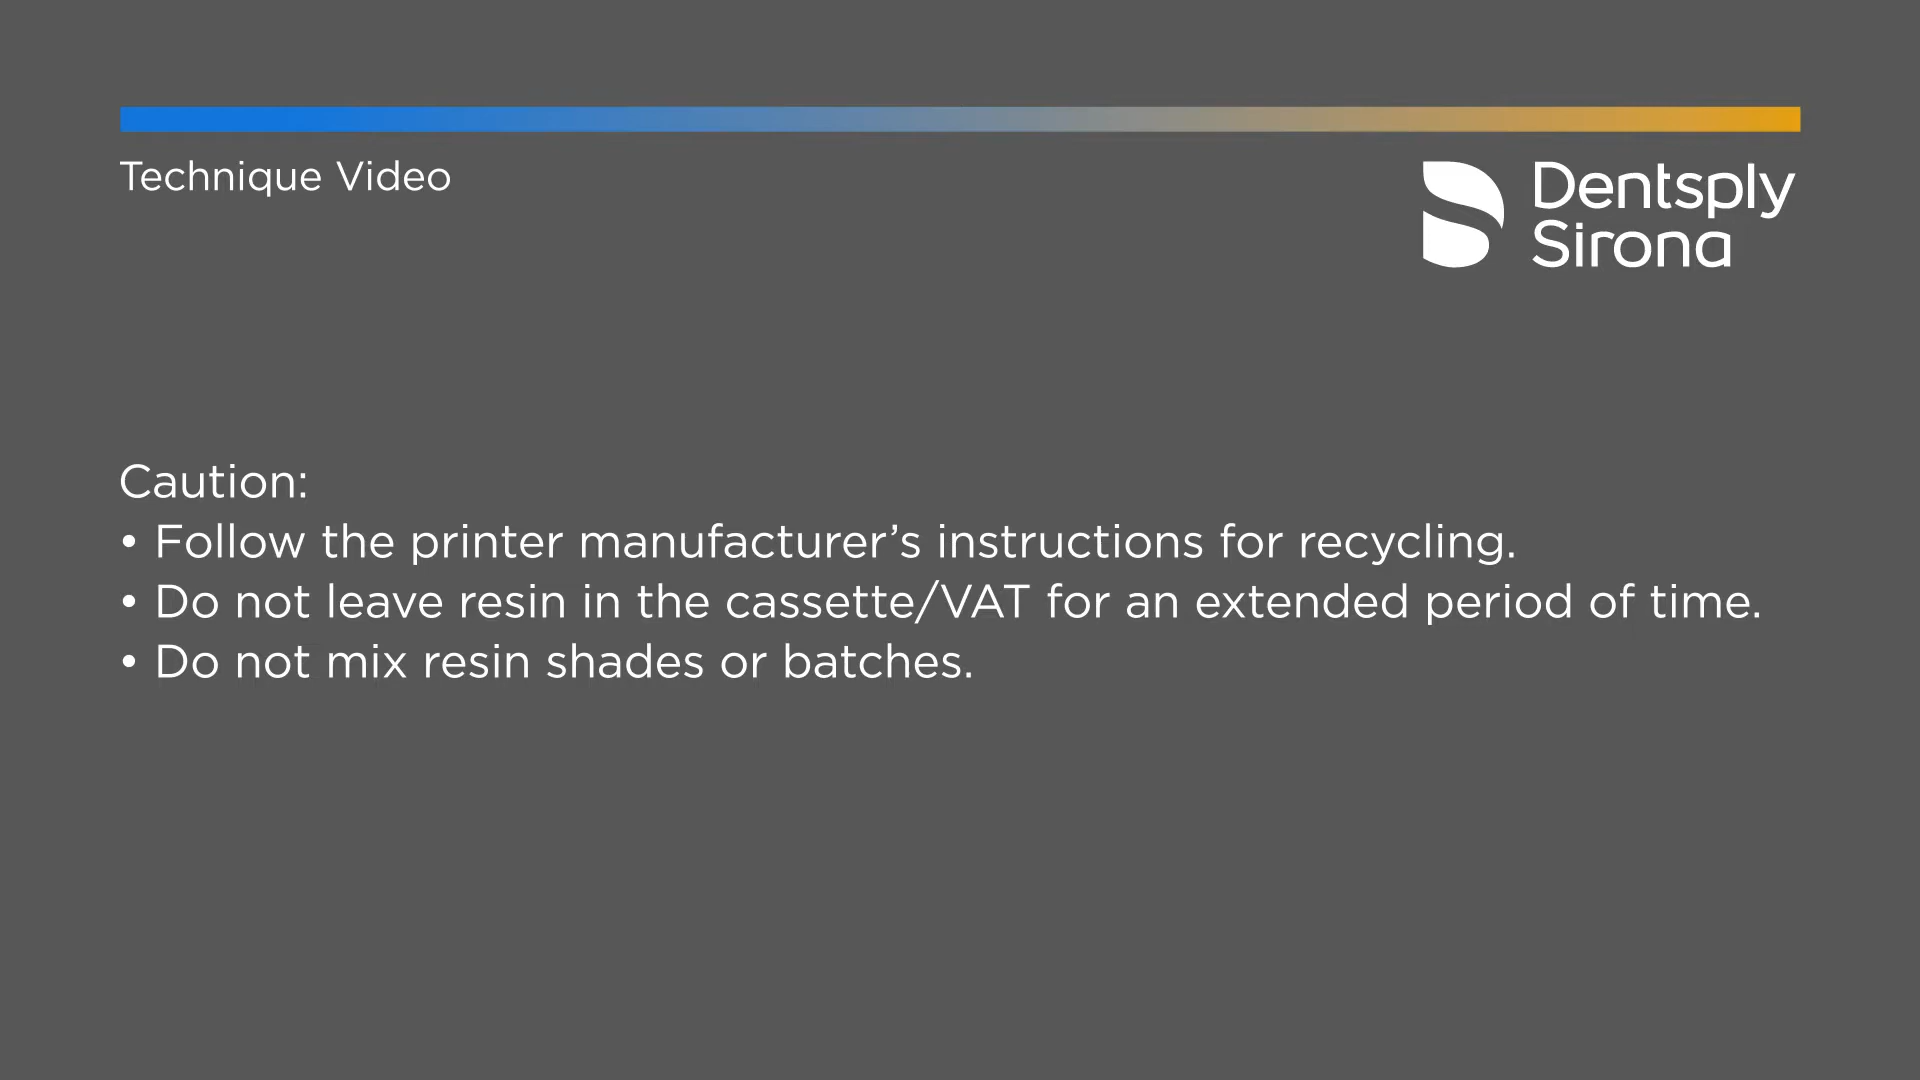 Technique Video
Dentsply
Sirona
Caution:
• Follow the printer manufacturer’s instructions for recycling.
• Do not leave resin in the cassette/VAT for an extended period of time.
• Do not mix resin shades or batches.